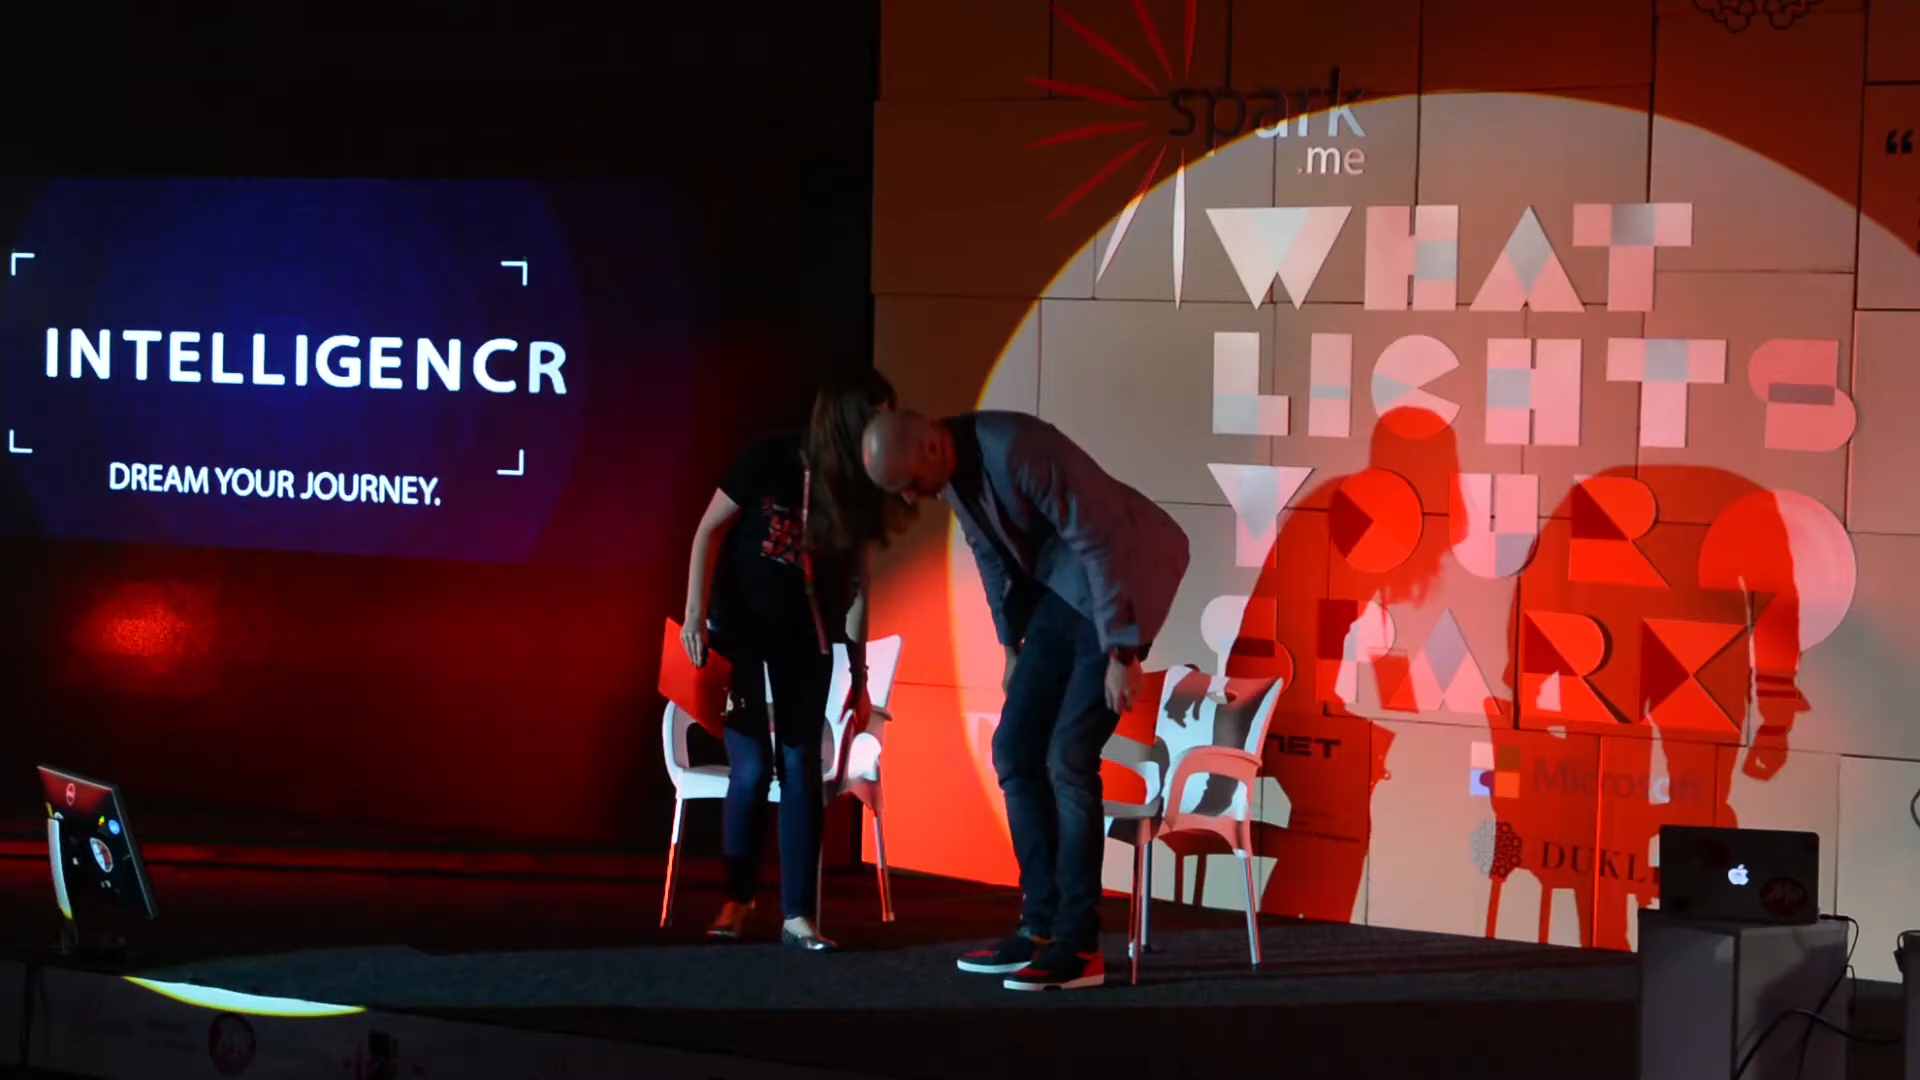 INTELLIGENCR
DREAM YOUR JOURNEY.
spark
.me
WHAT
LIGHTS
YOUR
SPARK
Microsoft